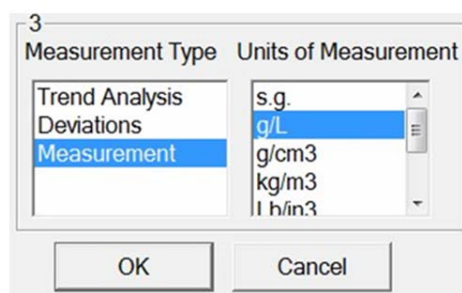 3
Measurement Type
Units of Measurement
Trend Analysis
Deviations
Measurement
s.g.
g/L
g/cm3
kg/m3
Lb/in3
OK
Cancel